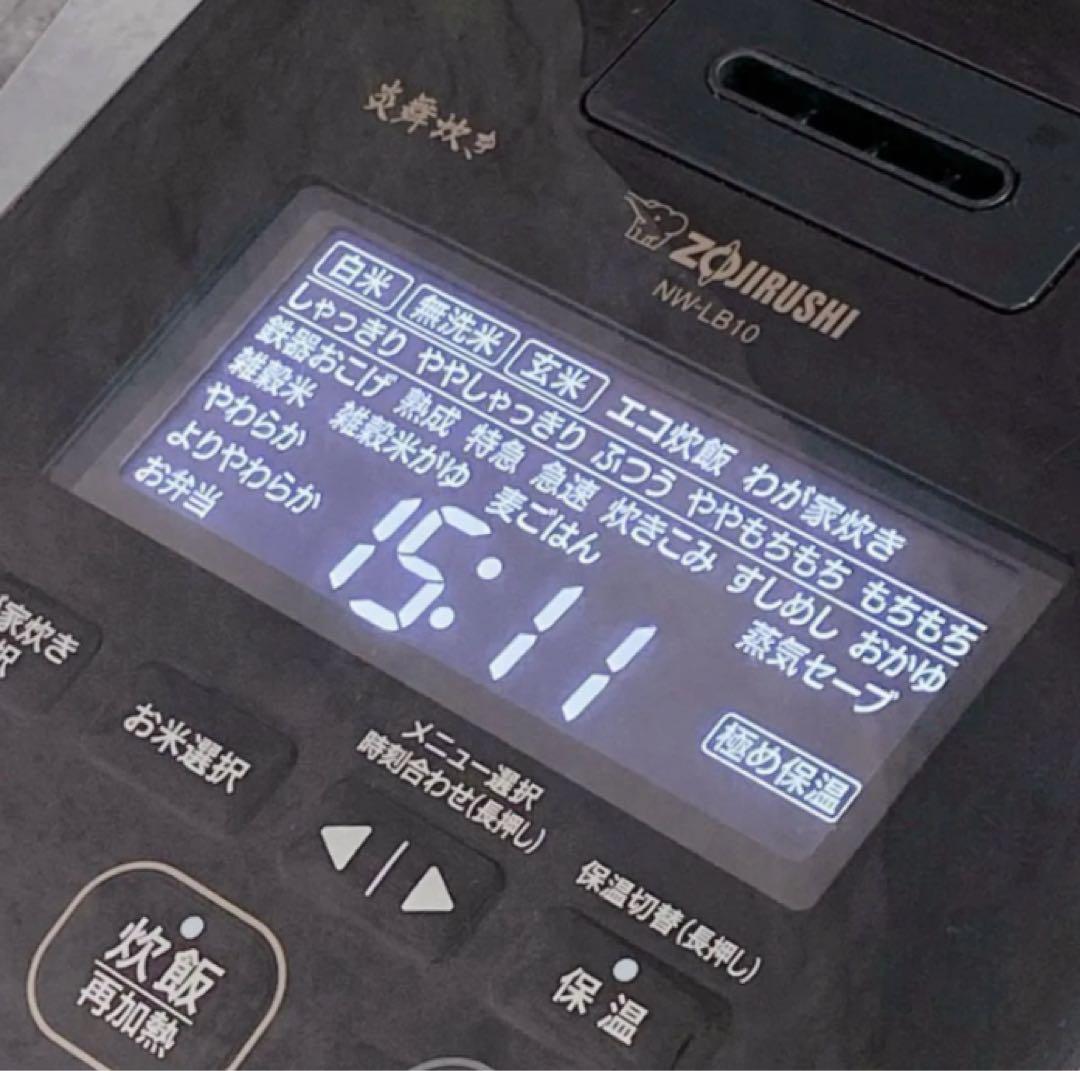 炎舞炊き
ZOJIRUSHI
NW-LB10
白米 無洗米 玄米 エコ炊飯 わが家炊き
しゃっきり ややしゃっきり ふつう ややもちもち もちもち
鉄器おこげ 熟成 特急 急速 炊きこみ すしめし おかゆ
雑穀米 雑穀米がゆ 麦ごはん 蒸気セーブ
やわらか
よりやわらか
お弁当
15:11
極め保温
家炊き
択
お米選択
メニュー選択
時刻合わせ(長押し)
保温切替(長押し)
炊飯
再加熱
保温